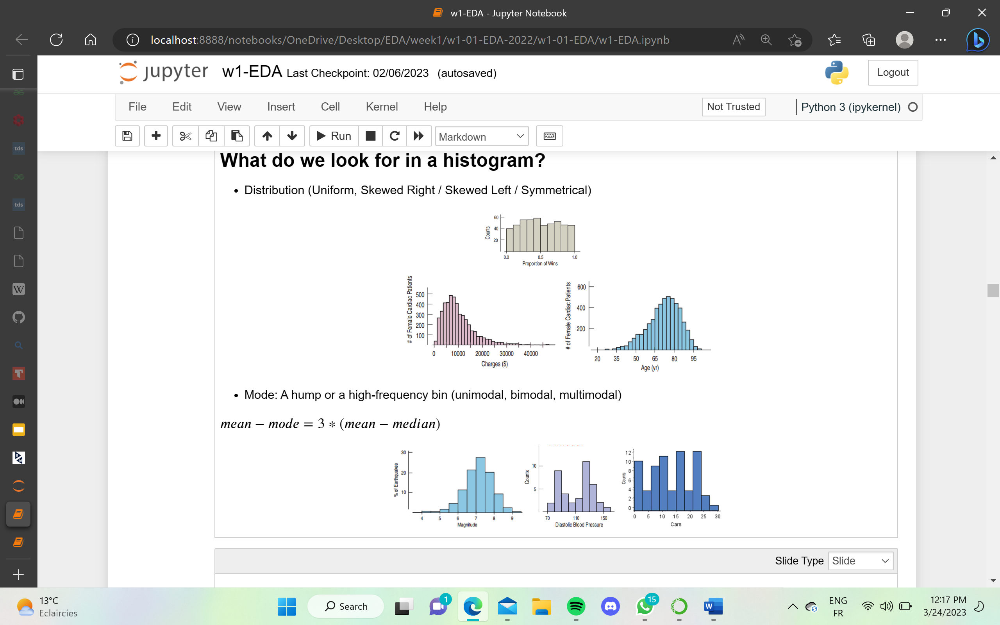 w1-EDA - Jupyter Notebook
localhost:8888/notebooks/OneDrive/Desktop/EDA/week1/w1-01-EDA-2022/w1-01-EDA/w1-EDA.ipynb
jupyter w1-EDA Last Checkpoint: 02/06/2023 (autosaved)
Logout
File Edit View Insert Cell Kernel Help
Not Trusted
Python 3 (ipykernel)
Run
Markdown
tds
tds
W
T
U
M
What do we look for in a histogram?
• Distribution (Uniform, Skewed Right / Skewed Left / Symmetrical)
Counts
60
40
20
0.0 0.5 1.0
Proportion of Wins
# of Female Cardiac Patients
500
400
300
200
100
0 10000 20000 30000 40000
Charges ($)
# of Female Cardiac Patients
600
400
200
20 35 50 65 80 95
Age (yr)
• Mode: A hump or a high-frequency bin (unimodal, bimodal, multimodal)
mean − mode = 3 ∗ (mean − median)
% of Earthquakes
30
20
10
4 5 6 7 8 9
Magnitude
Counts
10
5
70 110 150
Diastolic Blood Pressure
Counts
12
10
8
6
4
2
0
0 5 10 15 20 25 30
Cars
Slide Type Slide
13°C
Eclaircies
Search
1
15
W
ENG
FR
12:17 PM
3/24/2023